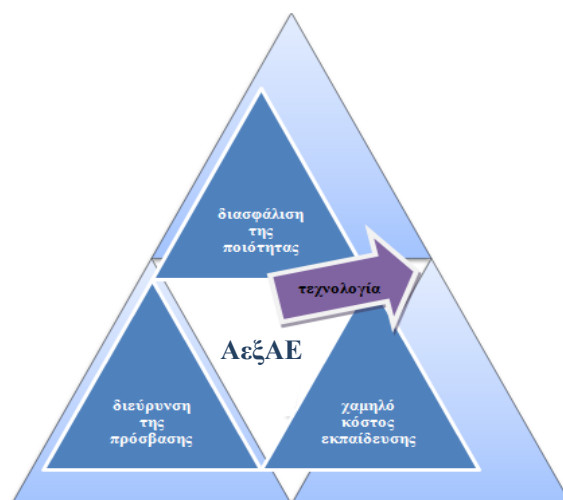 διασφάλιση
της
ποιότητας
τεχνολογία
ΑεξΑΕ
διεύρυνση
της
πρόσβασης
χαμηλό
κόστος
εκπαίδευσης